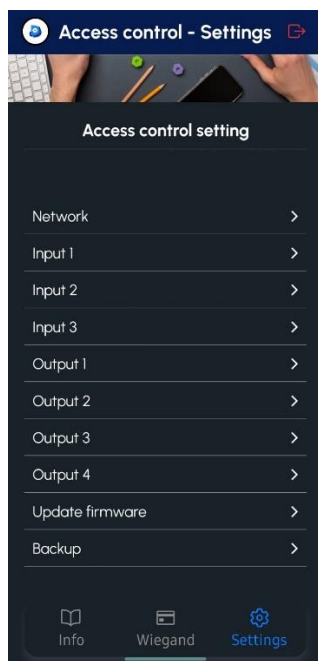 Access control - Settings
Access control setting
Network
Input 1
Input 2
Input 3
Output 1
Output 2
Output 3
Output 4
Update firmware
Backup
Info Wiegand Settings